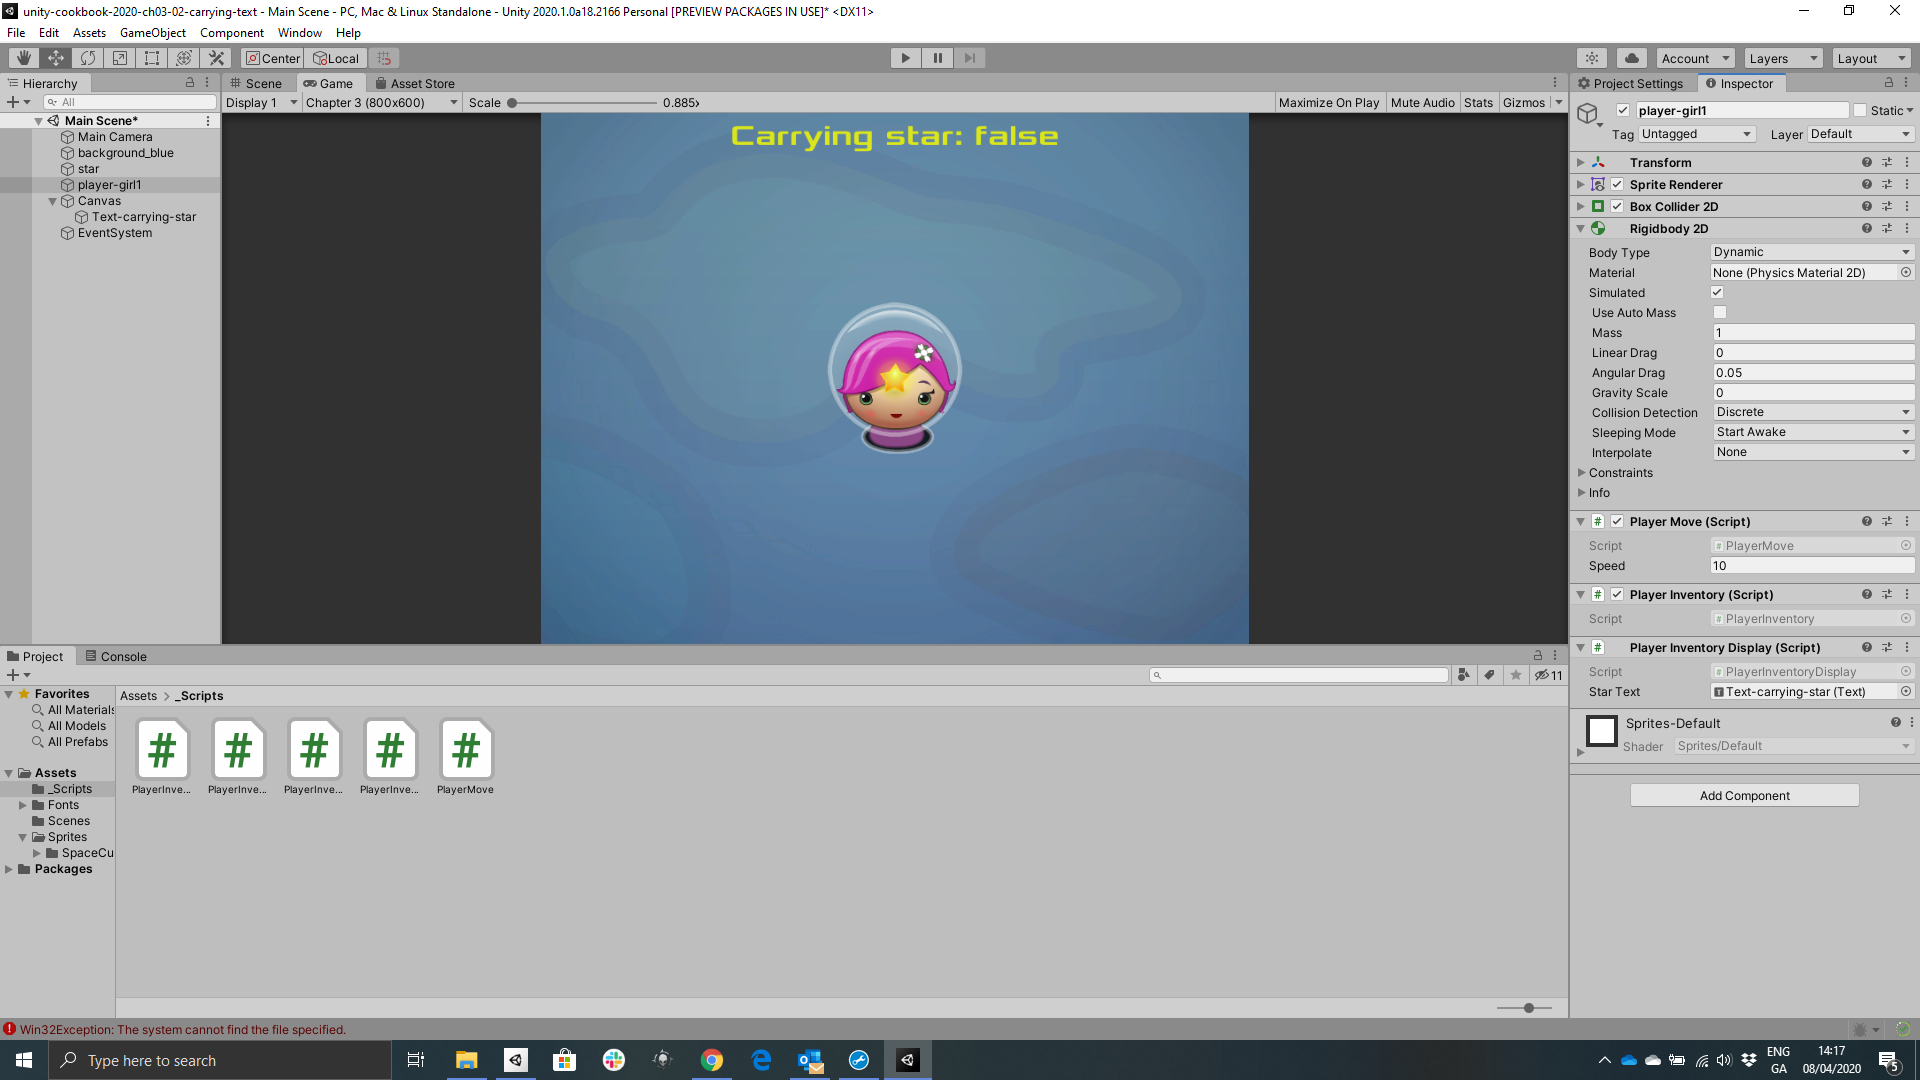 unity-cookbook-2020-ch03-02-carrying-text - Main Scene - PC, Mac & Linux Standalone - Unity 2020.1.0a18.2166 Personal [PREVIEW PACKAGES IN USE]* <DX11>
File Edit Assets GameObject Component Window Help
Center Local Account Layers Layout
Hierarchy
All
Main Scene*
Main Camera
background_blue
star
player-girl1
Canvas
Text-carrying-star
EventSystem
Scene Game Asset Store
Display 1 Chapter 3 (800x600) Scale 0.885x Maximize On Play Mute Audio Stats Gizmos
Carrying star: false
Project Settings Inspector
player-girl1 Static
Tag Untagged Layer Default
Transform
Sprite Renderer
Box Collider 2D
Rigidbody 2D
Body Type Dynamic
Material None (Physics Material 2D)
Simulated
Use Auto Mass
Mass 1
Linear Drag 0
Angular Drag 0.05
Gravity Scale 0
Collision Detection Discrete
Sleeping Mode Start Awake
Interpolate None
Constraints
Info
# Player Move (Script)
Script # PlayerMove
Speed 10
# Player Inventory (Script)
Script # PlayerInventory
# Player Inventory Display (Script)
Script # PlayerInventoryDisplay
Star Text T Text-carrying-star (Text)
Sprites-Default
Shader Sprites/Default
Add Component
Project Console
11
Favorites
All Materials
All Models
All Prefabs
Assets
_Scripts
Fonts
Scenes
Sprites
SpaceCu
Packages
Assets > _Scripts
# # # # #
PlayerInve... PlayerInve... PlayerInve... PlayerInve... PlayerMove
Win32Exception: The system cannot find the file specified.
Type here to search
ENG
GA
14:17
08/04/2020
5